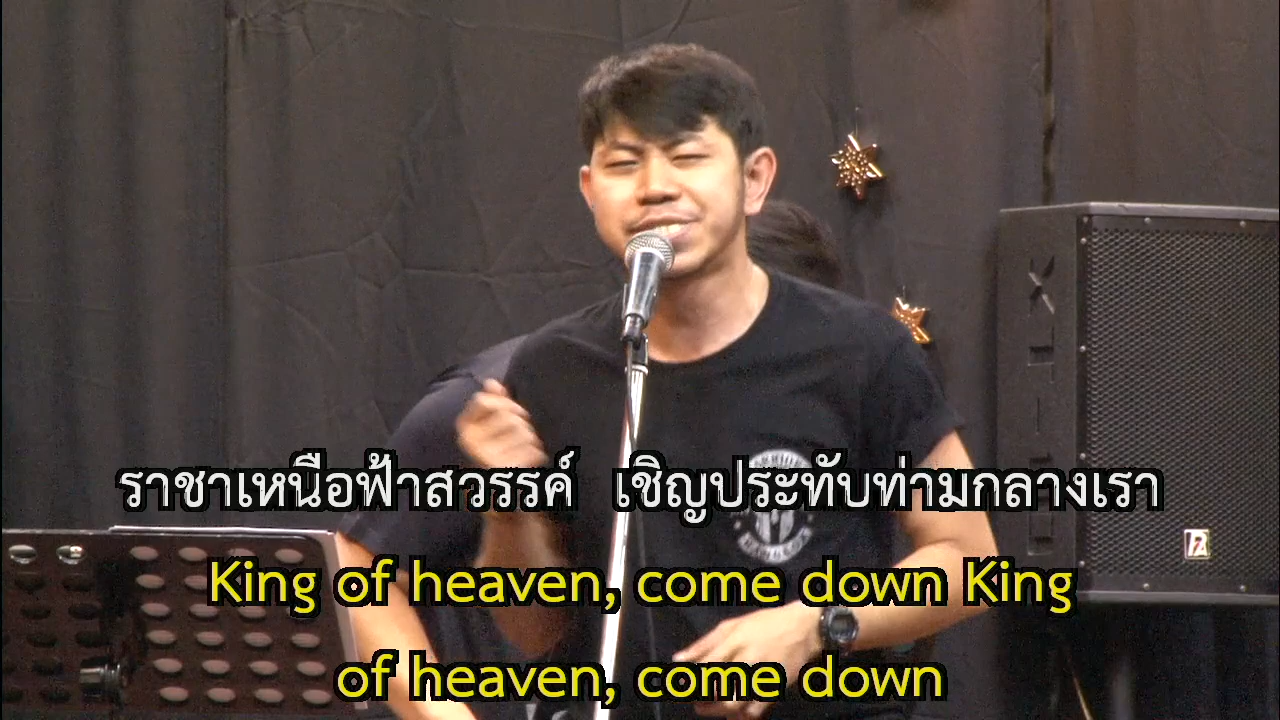 ราชาเหนือฟ้าสวรรค์ เชิญประทับท่ามกลางเรา
King of heaven, come down King
of heaven, come down